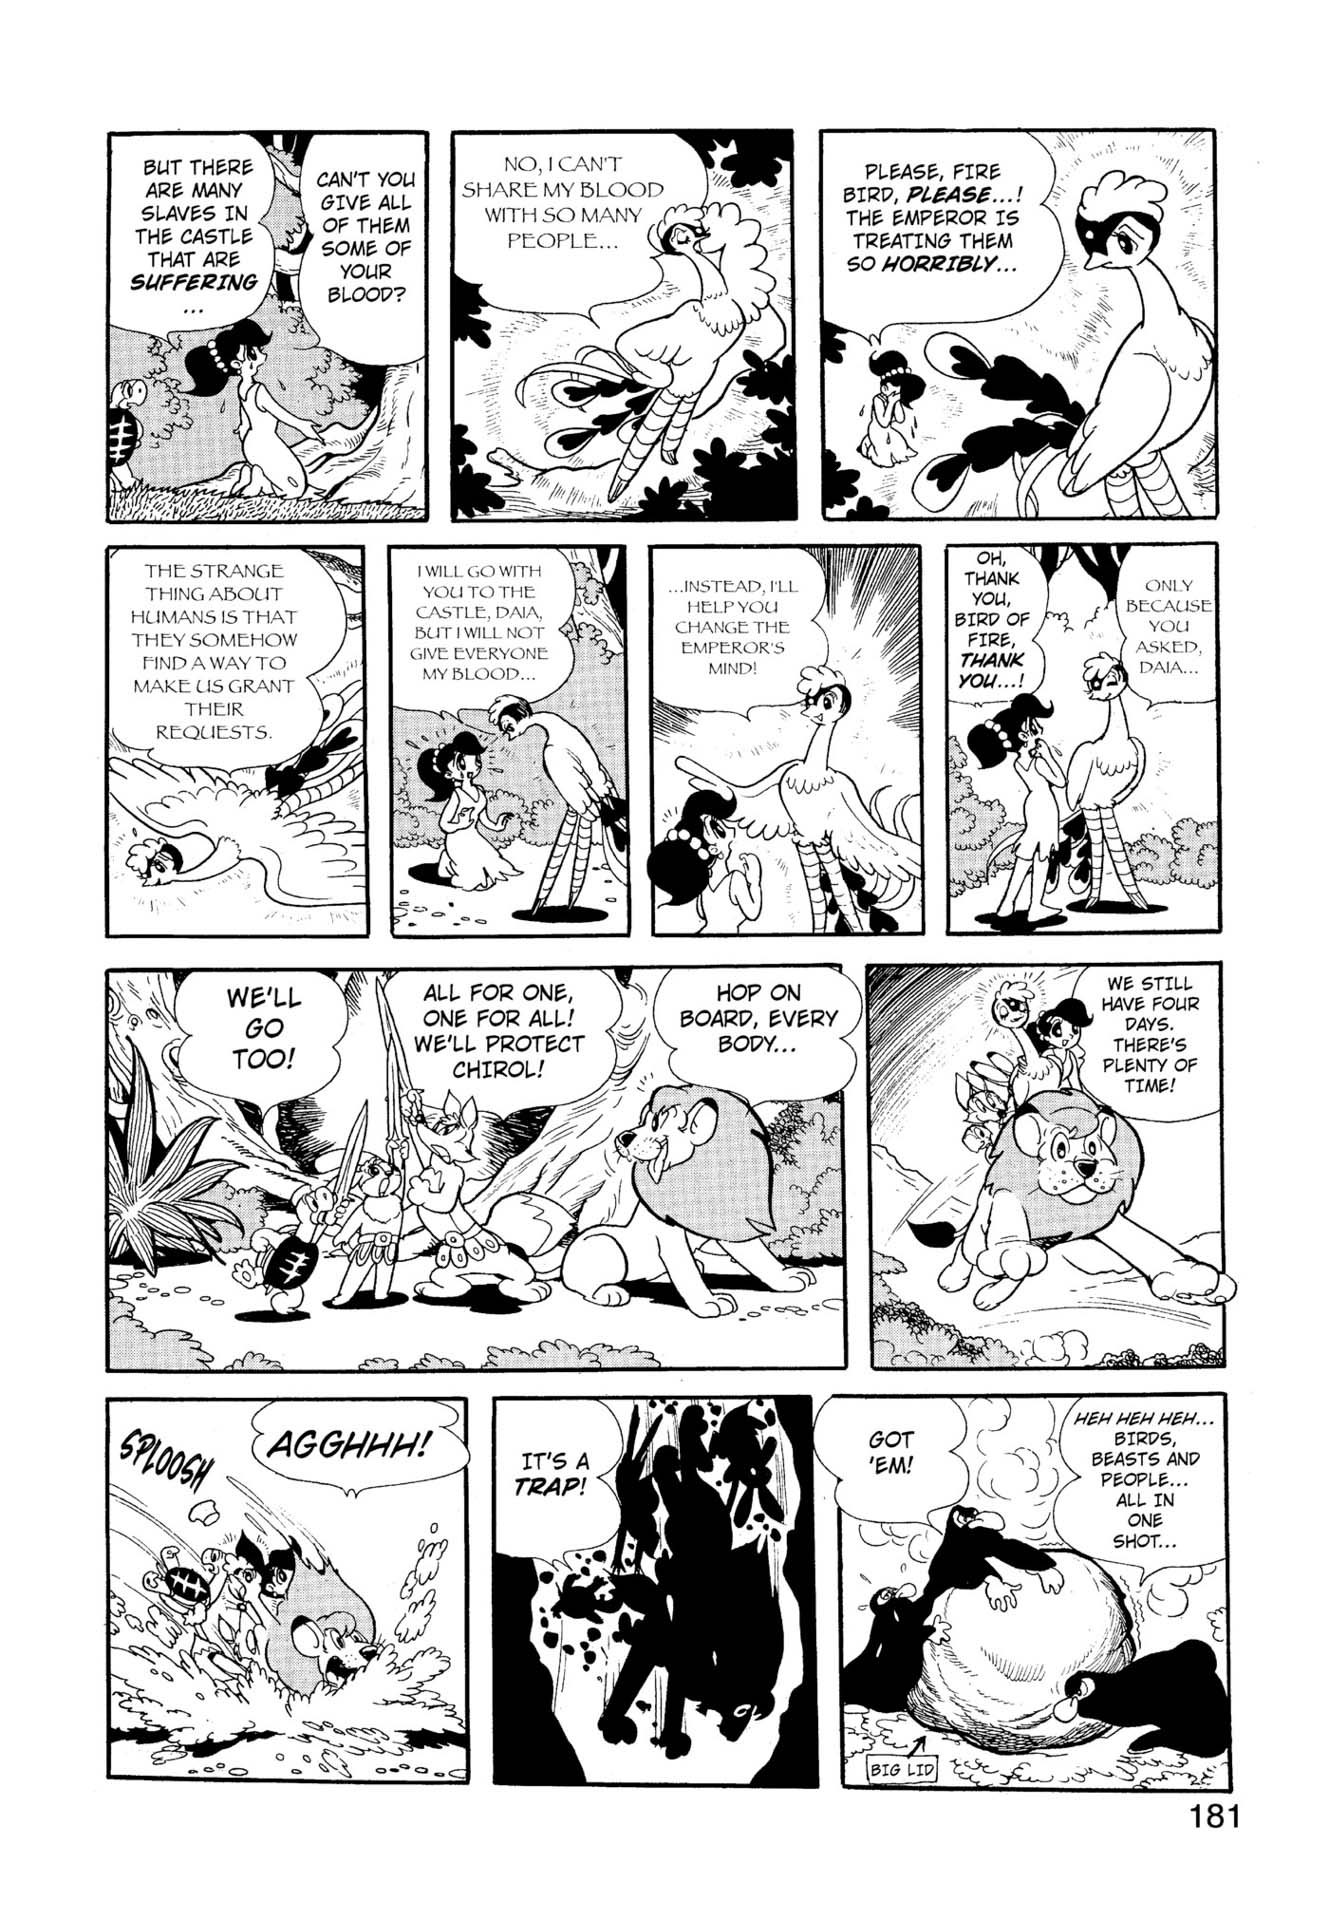 BUT THERE
ARE MANY
SLAVES IN
THE CASTLE
THAT ARE
SUFFERING
...
CAN'T YOU
GIVE ALL
OF THEM
SOME OF
YOUR
BLOOD?
NO, I CAN'T
SHARE MY BLOOD
WITH SO MANY
PEOPLE...
PLEASE, FIRE
BIRD, PLEASE...!
THE EMPEROR IS
TREATING THEM
SO HORRIBLY...
THE STRANGE
THING ABOUT
HUMANS IS THAT
THEY SOMEHOW
FIND A WAY TO
MAKE US GRANT
THEIR
REQUESTS.
I WILL GO WITH
YOU TO THE
CASTLE, DAIA,
BUT I WILL NOT
GIVE EVERYONE
MY BLOOD...
...INSTEAD, I'LL
HELP YOU
CHANGE THE
EMPEROR'S
MIND!
OH,
THANK
YOU,
BIRD OF
FIRE,
THANK
YOU...!
ONLY
BECAUSE
YOU
ASKED,
DAIA...
WE'LL
GO
TOO!
ALL FOR ONE,
ONE FOR ALL!
WE'LL PROTECT
CHIROL!
HOP ON
BOARD, EVERY
BODY...
WE STILL
HAVE FOUR
DAYS.
THERE'S
PLENTY OF
TIME!
SPLOOSH
AGGHHH!
IT'S A
TRAP!
GOT
'EM!
HEH HEH HEH...
BIRDS,
BEASTS AND
PEOPLE...
ALL IN
ONE
SHOT...
BIG LID
181